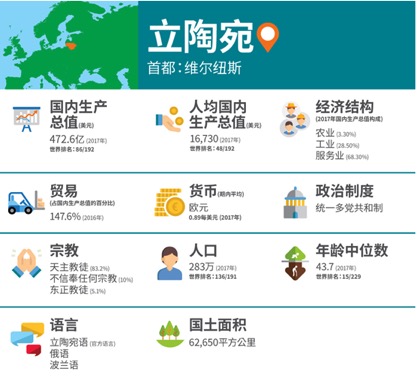 立陶宛
首都：维尔纽斯
国内生产
总值(美元)
472.6亿 (2017年)
世界排名：86/192
人均国内
生产总值(美元)
16,730 (2017年)
世界排名：48/192
经济结构
(2017年国内生产总值构成)
农业 (3.30%)
工业 (28.50%)
服务业 (68.30%)
贸易
(占国内生产总值的百分比)
147.6% (2016年)
货币(期内平均)
欧元
0.89每美元 (2017年)
政治制度
统一多党共和制
宗教
天主教徒 (83.2%)
不信奉任何宗教 (10%)
东正教徒 (5.1%)
人口
283万 (2017年)
世界排名：136/191
年龄中位数
43.7 (2017年)
世界排名：15/229
语言
立陶宛语 (官方语言)
俄语
波兰语
国土面积
62,650平方公里